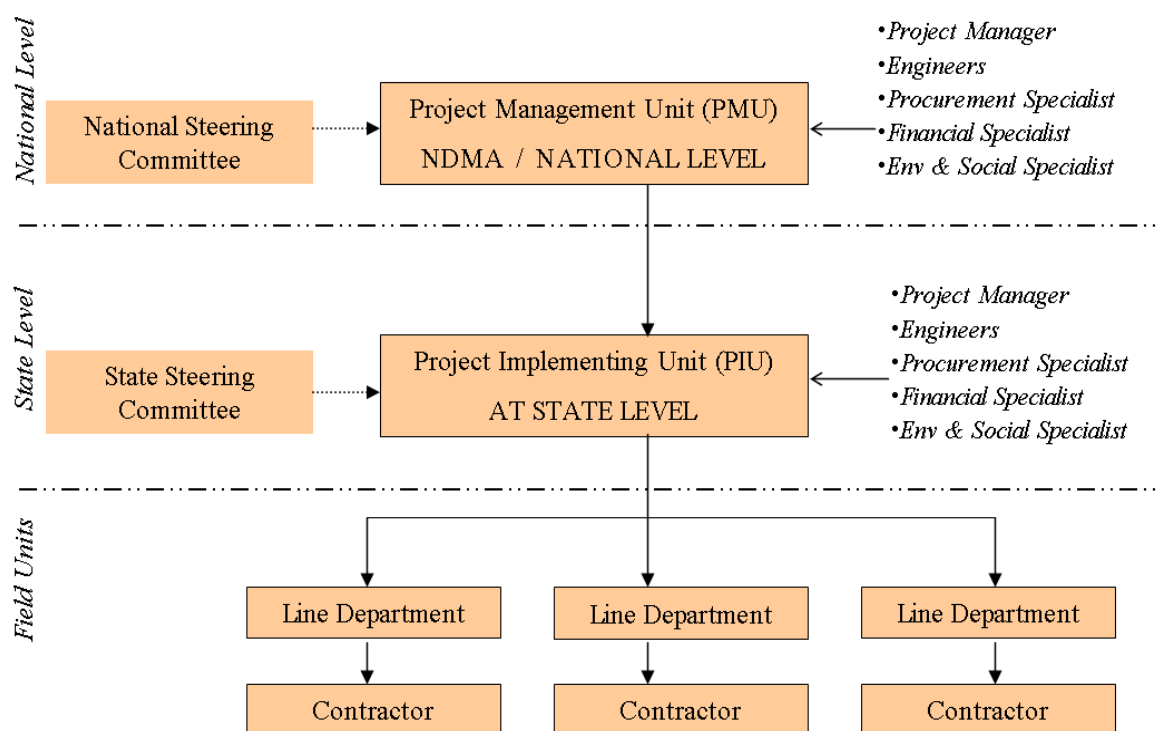 National Level
National Steering
Committee
Project Management Unit (PMU)
NDMA / NATIONAL LEVEL
•Project Manager
•Engineers
•Procurement Specialist
•Financial Specialist
•Env & Social Specialist
State Level
State Steering
Committee
Project Implementing Unit (PIU)
AT STATE LEVEL
•Project Manager
•Engineers
•Procurement Specialist
•Financial Specialist
•Env & Social Specialist
Field Units
Line Department
Line Department
Line Department
Contractor
Contractor
Contractor